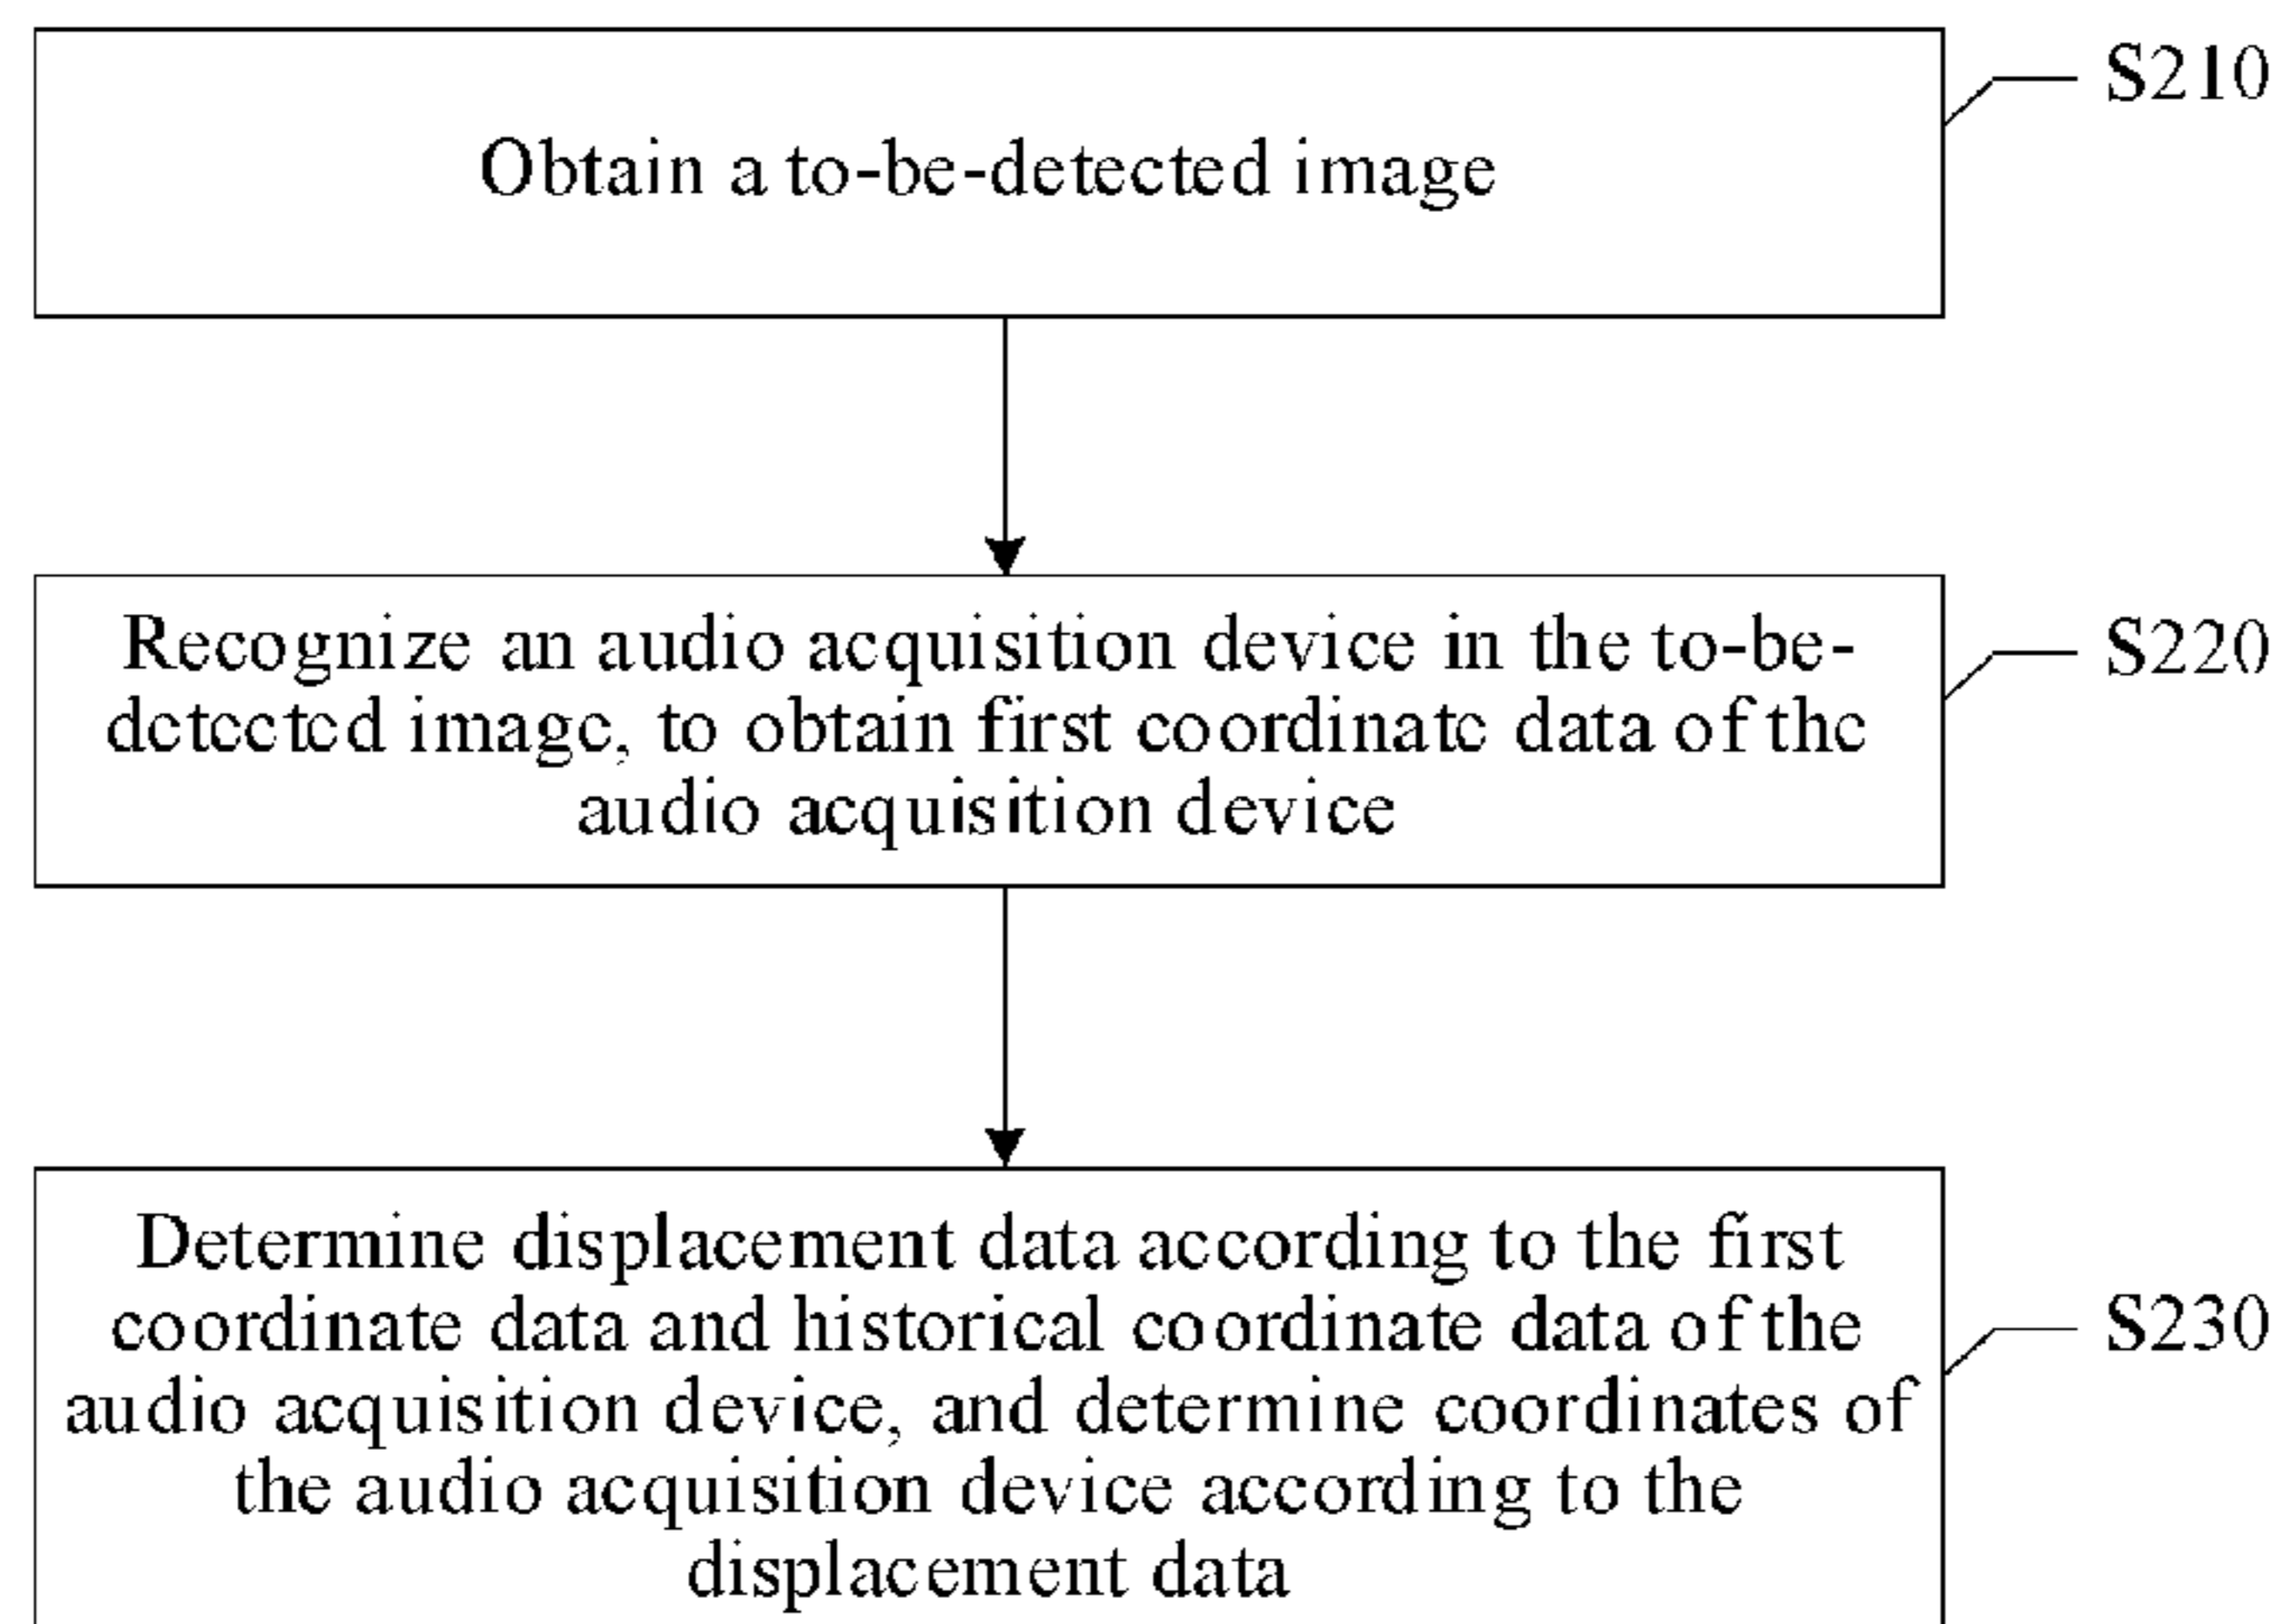 S210
Obtain a to-be-detected image
Recognize an audio acquisition device in the to-be-
detected image, to obtain first coordinate data of the
audio acquisition device
S220
Determine displacement data according to the first
coordinate data and historical coordinate data of the
audio acquisition device, and determine coordinates of
the audio acquisition device according to the
displacement data
S230